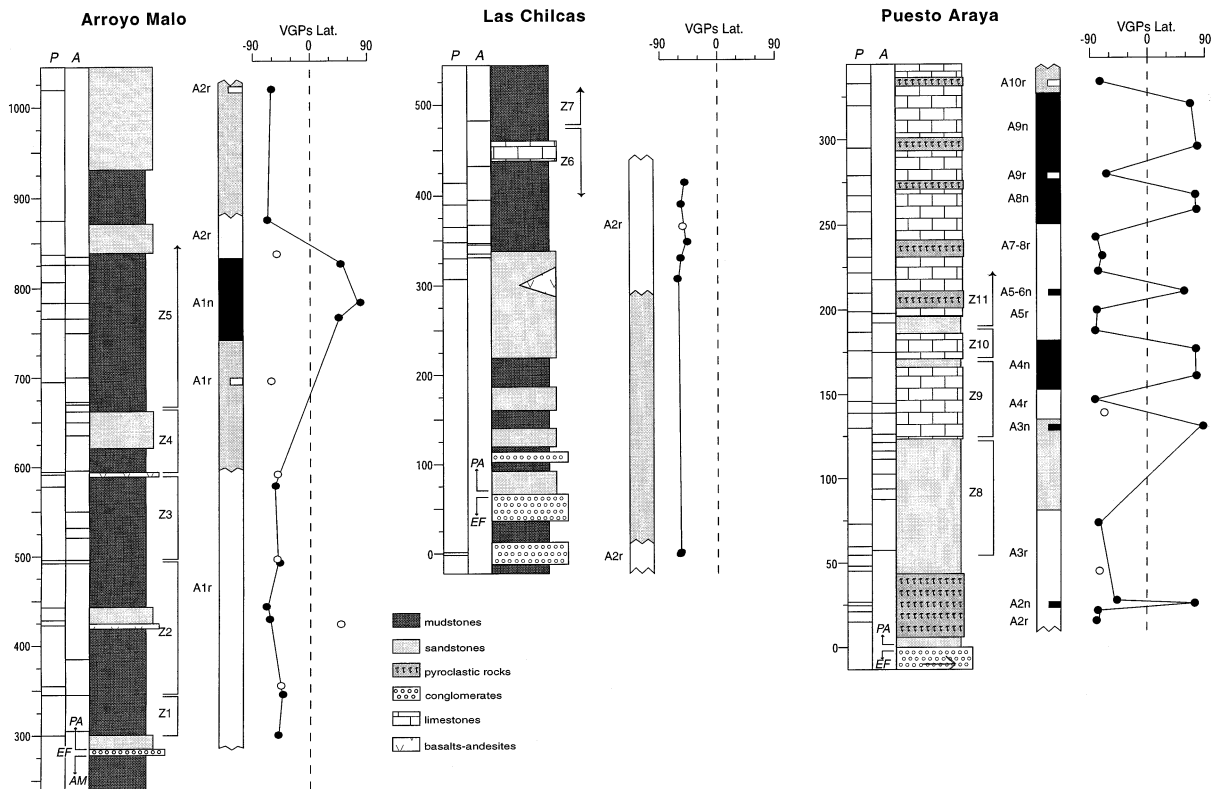 Arroyo Malo
VGPs Lat.
-90 0 90
P A
1000
900
800
700
600
500
400
300
Z5
Z4
Z3
Z2
Z1
PA
EF
AM
A2r
A2r
A1n
A1r
A1r
Las Chilcas
VGPs Lat.
-90 0 90
P A
500
400
300
200
100
0
Z7
Z6
PA
EF
A2r
A2r
mudstones
sandstones
pyroclastic rocks
conglomerates
limestones
basalts-andesites
Puesto Araya
VGPs Lat.
-90 0 90
P A
300
250
200
150
100
50
0
Z11
Z10
Z9
Z8
PA
EF
A10r
A9n
A9r
A8n
A7-8r
A5-6n
A5r
A4n
A4r
A3n
A3r
A2n
A2r